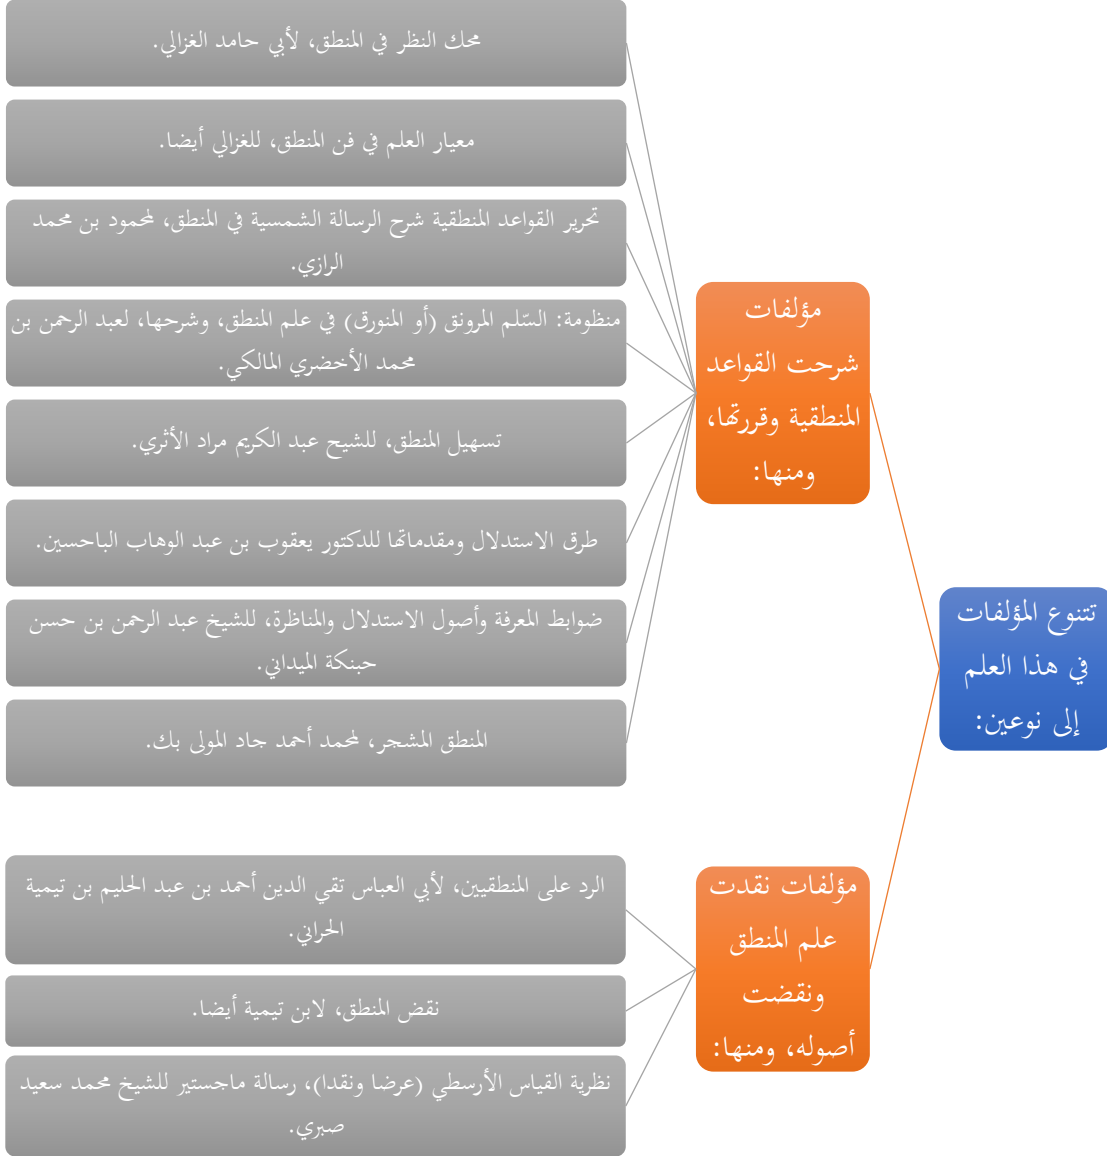 تتنوع المؤلفات
في هذا العلم
إلى نوعين:
مؤلفات
شرحت القواعد
المنطقية وقررتها،
ومنها:
محك النظر في المنطق، لأبي حامد الغزالي.
معيار العلم في فن المنطق، للغزالي أيضا.
تحرير القواعد المنطقية شرح الرسالة الشمسية في المنطق، لمحمود بن محمد
الرازي.
منظومة: السّلم المرونق (أو المنورق) في علم المنطق، وشرحها، لعبد الرحمن بن
محمد الأخضري المالكي.
تسهيل المنطق، للشيح عبد الكريم مراد الأثري.
طرق الاستدلال ومقدماتها للدكتور يعقوب بن عبد الوهاب الباحسين.
ضوابط المعرفة وأصول الاستدلال والمناظرة، للشيخ عبد الرحمن بن حسن
حبنكة الميداني.
المنطق المشجر، لمحمد أحمد جاد المولى بك.
مؤلفات نقدت
علم المنطق
ونقضت
أصوله، ومنها:
الرد على المنطقيين، لأبي العباس تقي الدين أحمد بن عبد الحليم بن تيمية
الحراني.
نقض المنطق، لابن تيمية أيضا.
نظرية القياس الأرسطي (عرضا ونقدا)، رسالة ماجستير للشيخ محمد سعيد
صبري.